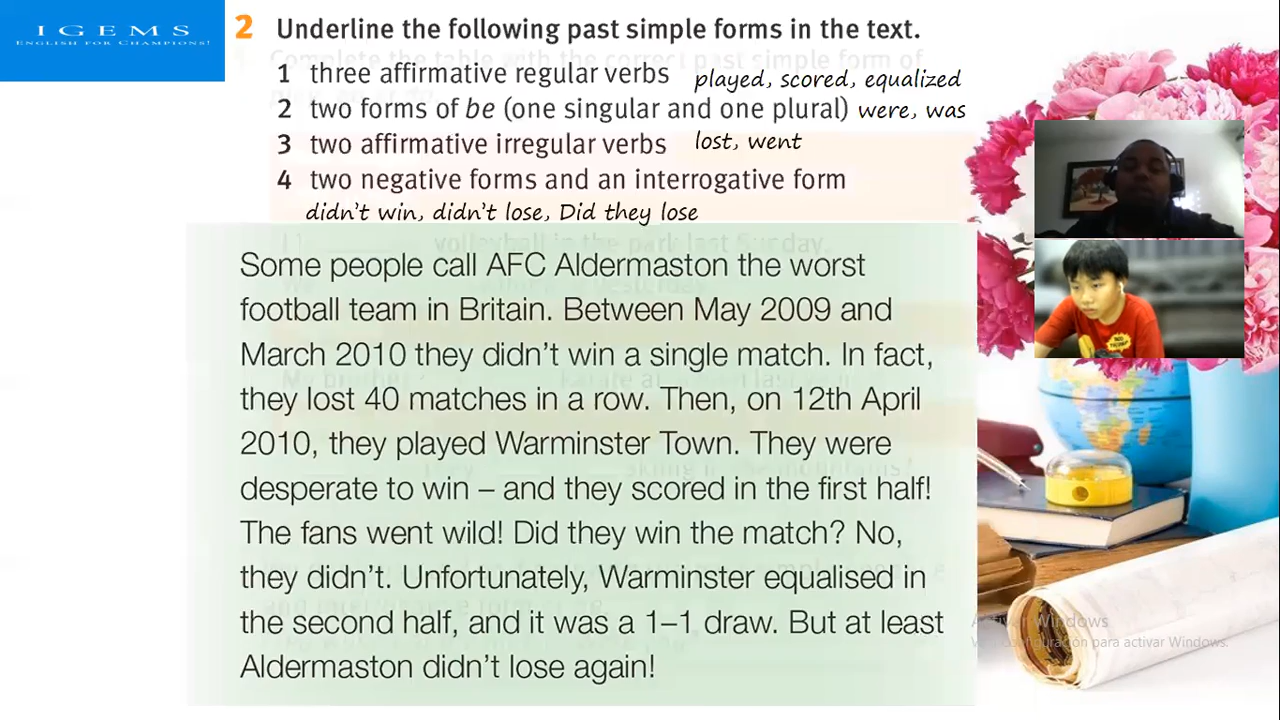 IGEMS
ENGLISH FOR CHAMPIONS!
2 Underline the following past simple forms in the text.
1 three affirmative regular verbs played, scored, equalized
2 two forms of be (one singular and one plural) were, was
3 two affirmative irregular verbs lost, went
4 two negative forms and an interrogative form
didn't win, didn't lose, Did they lose
Some people call AFC Aldermaston the worst
football team in Britain. Between May 2009 and
March 2010 they didn't win a single match. In fact,
they lost 40 matches in a row. Then, on 12th April
2010, they played Warminster Town. They were
desperate to win – and they scored in the first half!
The fans went wild! Did they win the match? No,
they didn't. Unfortunately, Warminster equalised in
the second half, and it was a 1–1 draw. But at least
Aldermaston didn't lose again!
Windows
para activar Windows.